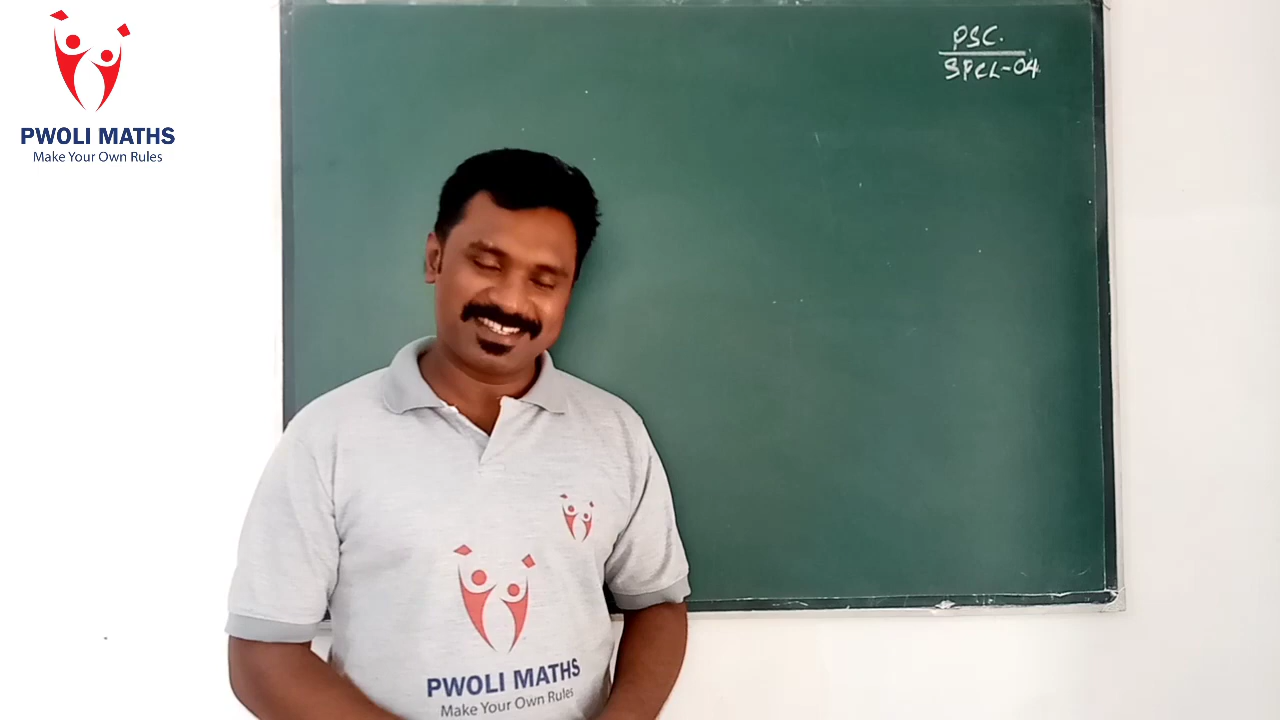 PWOLI MATHS
Make Your Own Rules
PSC.
SPCL-04
PWOLI MATHS
Make Your Own Rules